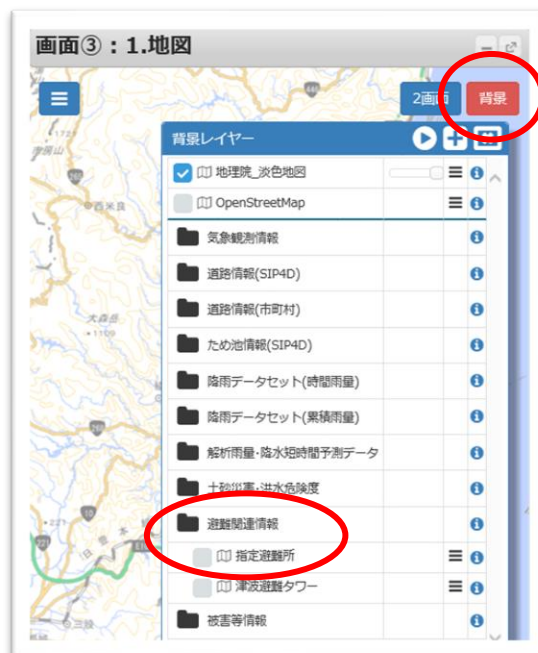 画面③：1.地図
2画面
背景
背景レイヤー
地理院_淡色地図
OpenStreetMap
気象観測情報
道路情報(SIP4D)
道路情報(市町村)
ため池情報(SIP4D)
降雨データセット(時間雨量)
降雨データセット(累積雨量)
解析雨量・降水短時間予測データ
土砂災害・洪水危険度
避難関連情報
指定避難所
津波避難タワー
被害等情報
西米良
大森岳